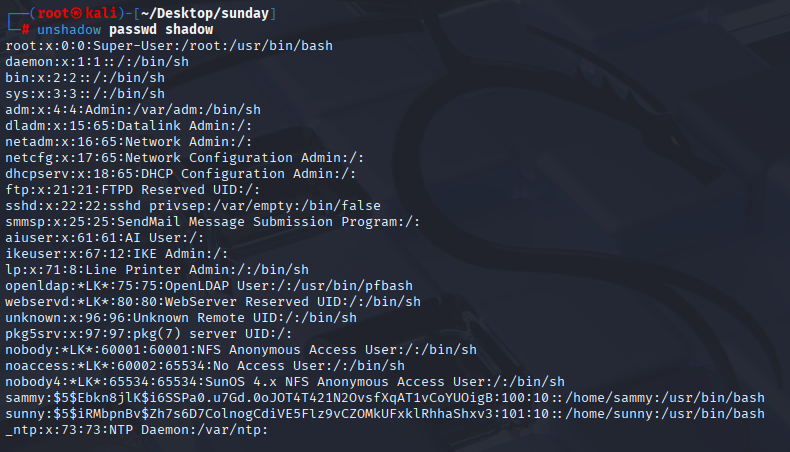 ┌──(root㉿kali)-[~/Desktop/sunday]
└─# unshadow passwd shadow
root:x:0:0:Super-User:/root:/usr/bin/bash
daemon:x:1:1::/:/bin/sh
bin:x:2:2::/:/bin/sh
sys:x:3:3::/:/bin/sh
adm:x:4:4:Admin:/var/adm:/bin/sh
dladm:x:15:65:Datalink Admin:/:
netadm:x:16:65:Network Admin:/:
netcfg:x:17:65:Network Configuration Admin:/:
dhcpserv:x:18:65:DHCP Configuration Admin:/:
ftp:x:21:21:FTPD Reserved UID:/:
sshd:x:22:22:sshd privsep:/var/empty:/bin/false
smmsp:x:25:25:SendMail Message Submission Program:/:
aiuser:x:61:61:AI User:/:
ikeuser:x:67:12:IKE Admin:/:
lp:x:71:8:Line Printer Admin:/:/bin/sh
openldap:*LK*:75:75:OpenLDAP User:/:/usr/bin/pfbash
webservd:*LK*:80:80:WebServer Reserved UID:/:/bin/sh
unknown:x:96:96:Unknown Remote UID:/:/bin/sh
pkg5srv:x:97:97:pkg(7) server UID:/:
nobody:*LK*:60001:60001:NFS Anonymous Access User:/:/bin/sh
noaccess:*LK*:60002:65534:No Access User:/:/bin/sh
nobody4:*LK*:65534:65534:SunOS 4.x NFS Anonymous Access User:/:/bin/sh
sammy:$5$Ebkn8jlK$i6SSPa0.u7Gd.0oJOT4T421N2OvsfXqAT1vCoYUOigB:100:10::/home/sammy:/usr/bin/bash
sunny:$5$iRMbpnBv$Zh7s6D7ColnogCdiVE5Flz9vCZOMkUFxklRhhaShxv3:101:10::/home/sunny:/usr/bin/bash
_ntp:x:73:73:NTP Daemon:/var/ntp: